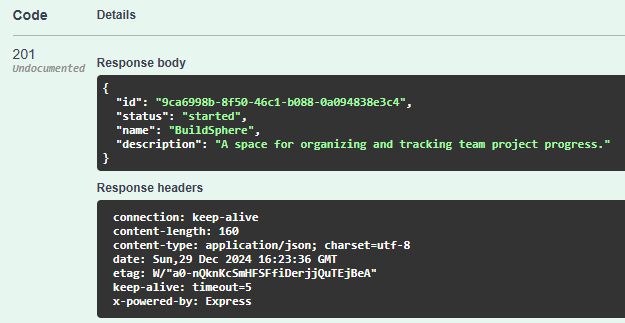 Code Details
201
Undocumented
Response body
{
"id": "9ca6998b-8f50-46c1-b088-0a094838e3c4",
"status": "started",
"name": "BuildSphere",
"description": "A space for organizing and tracking team project progress."
}
Response headers
connection: keep-alive
content-length: 160
content-type: application/json; charset=utf-8
date: Sun,29 Dec 2024 16:23:36 GMT
etag: W/"a0-nQknKcSmHFSFfiDerjjQuTEjBeA"
keep-alive: timeout=5
x-powered-by: Express